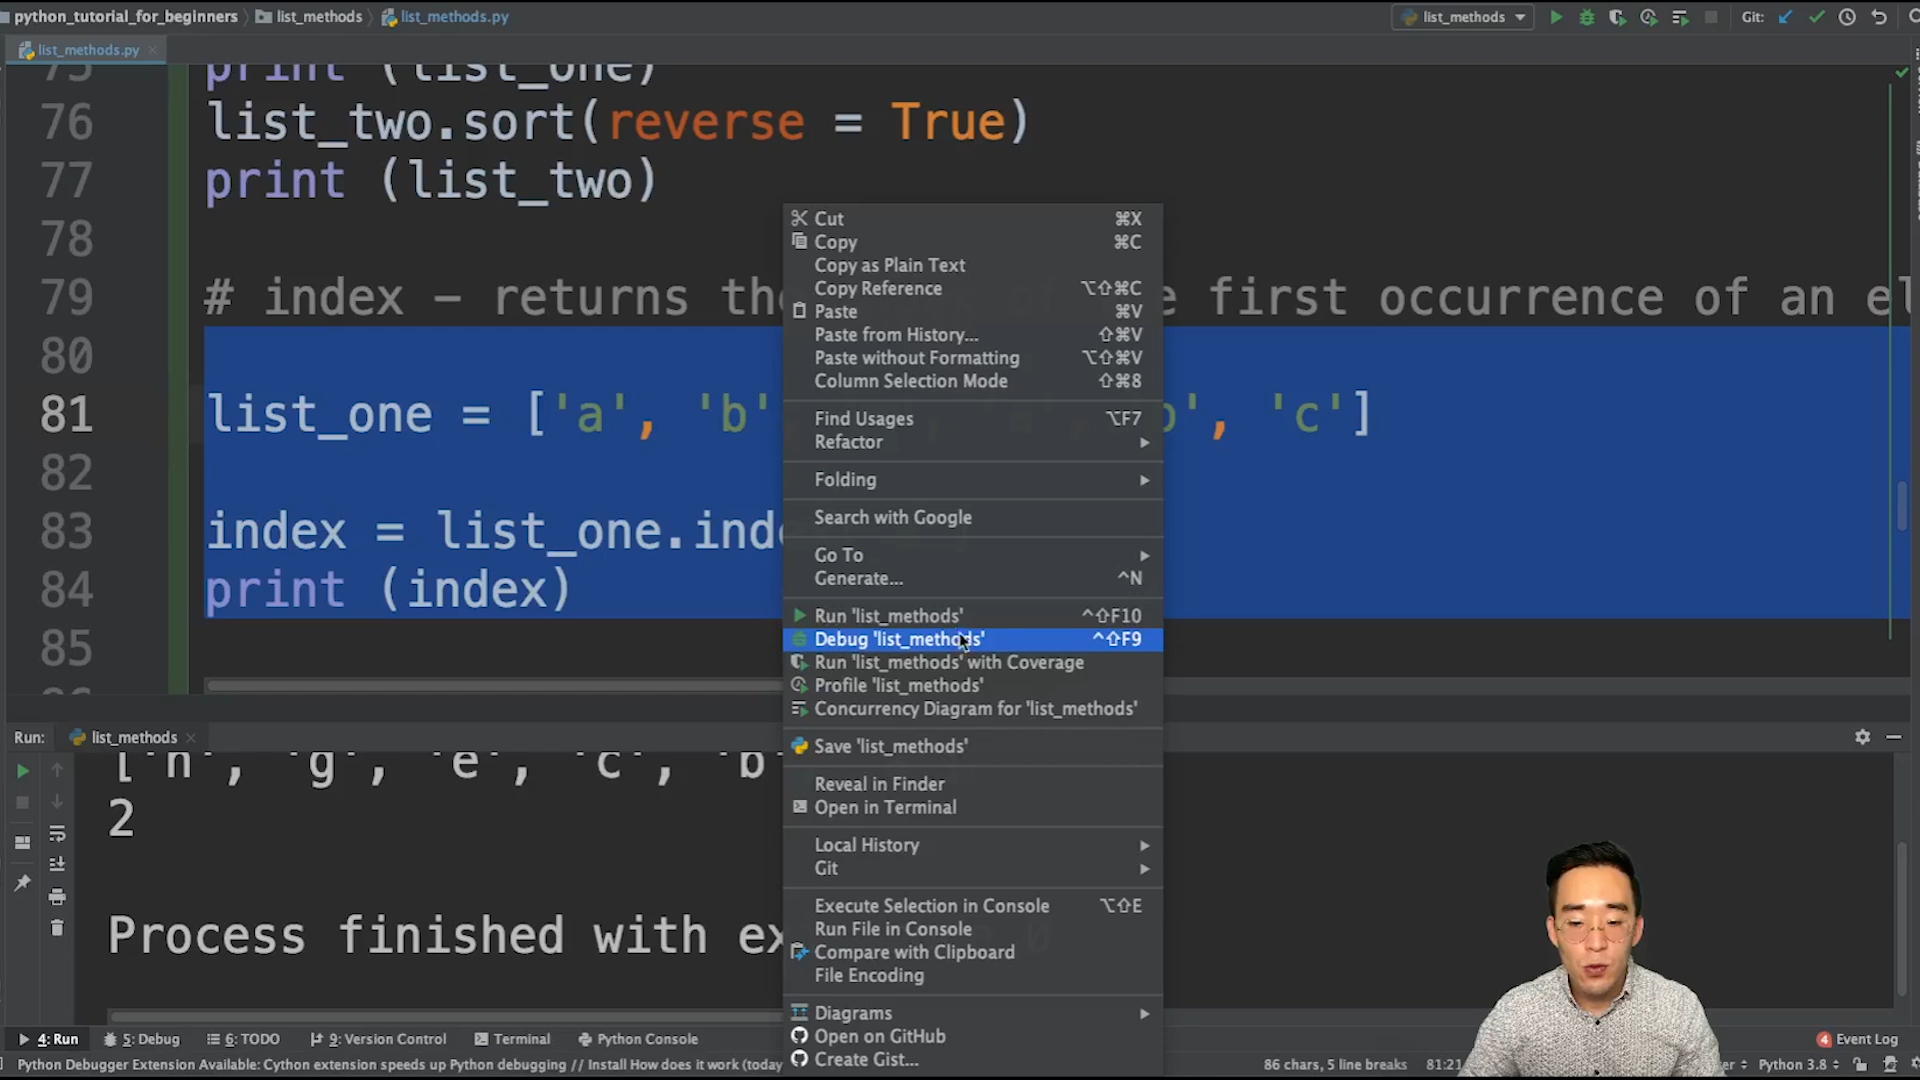 python_tutorial_for_beginners
list_methods
list_methods.py
list_methods
Git:
list_methods.py
75
print (list_one)
76
list_two.sort(reverse = True)
77
print (list_two)
78
79
# index – returns the
first occurrence of an el
80
81
list_one = ['a', 'b'
, 'c']
82
83
index = list_one.ind
84
print (index)
85
86
Cut ⌘X
Copy ⌘C
Copy as Plain Text
Copy Reference ⌥⇧⌘C
Paste ⌘V
Paste from History... ⇧⌘V
Paste without Formatting ⌥⇧⌘V
Column Selection Mode ⇧⌘8
Find Usages ⌥F7
Refactor
Folding
Search with Google
Go To
Generate... ^N
Run 'list_methods' ^⇧F10
Debug 'list_methods' ^⇧F9
Run 'list_methods' with Coverage
Profile 'list_methods'
Concurrency Diagram for 'list_methods'
Save 'list_methods'
Reveal in Finder
Open in Terminal
Local History
Git
Execute Selection in Console ⌥⇧E
Run File in Console
Compare with Clipboard
File Encoding
Diagrams
Open on GitHub
Create Gist...
Run:
list_methods
['h', 'g', 'e', 'c', 'b'
2
Process finished with ex
0
4: Run
5: Debug
6: TODO
9: Version Control
Terminal
Python Console
4 Event Log
Python Debugger Extension Available: Cython extension speeds up Python debugging // Install How does it work (today
86 chars, 5 line breaks
81:21
Python 3.8